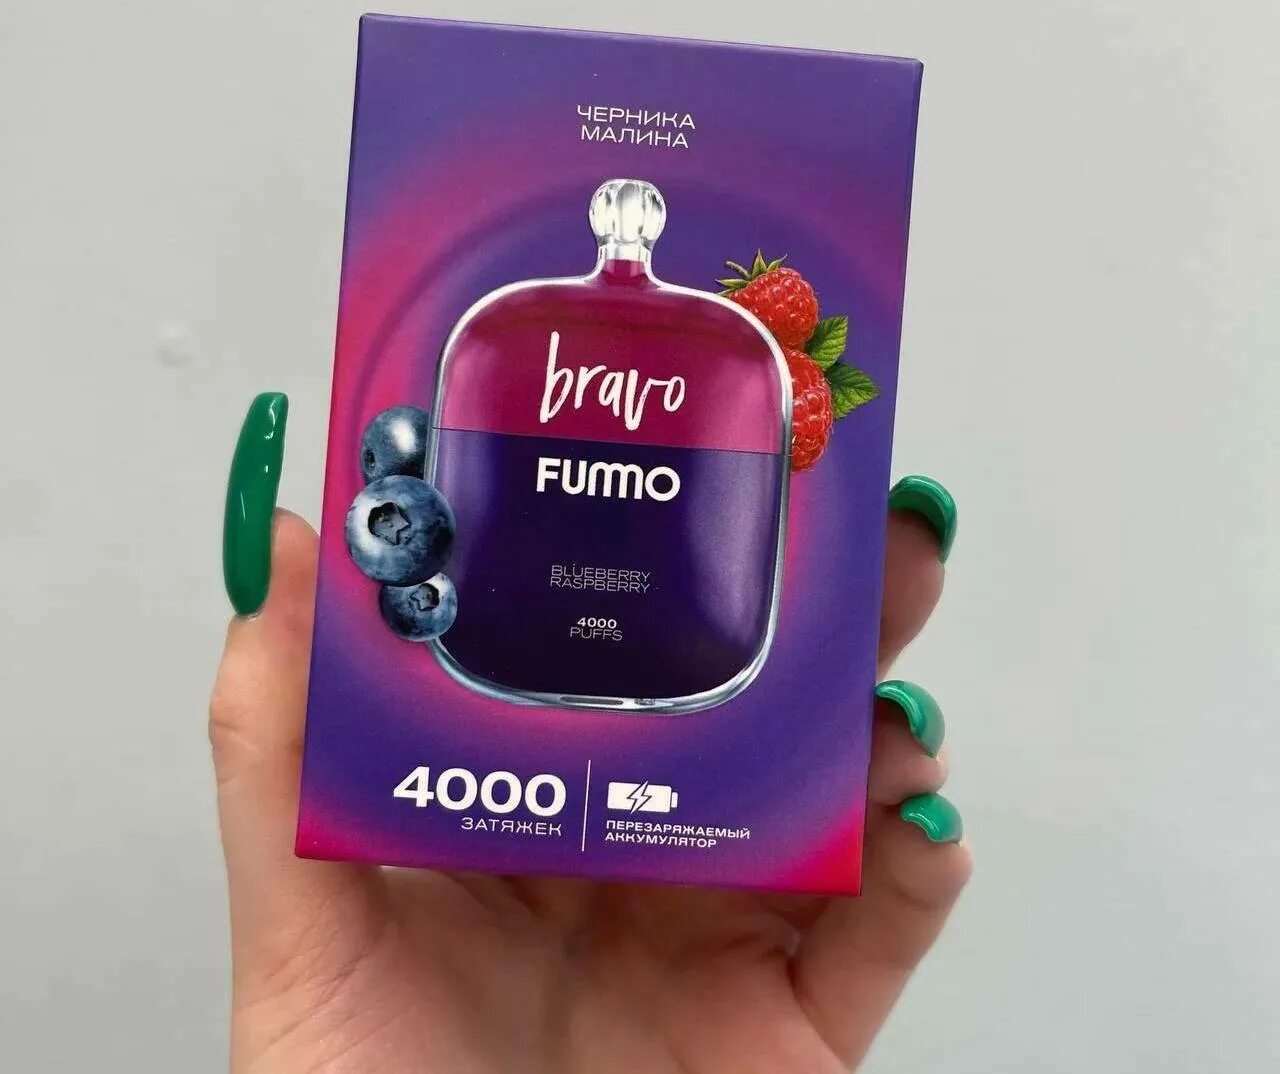 ЧЕРНИКА
МАЛИНА
bravo
FUMMO
BLUEBERRY
RASPBERRY
4000
PUFFS
4000
ЗАТЯЖЕК
ПЕРЕЗАРЯЖАЕМЫЙ
АККУМУЛЯТОР